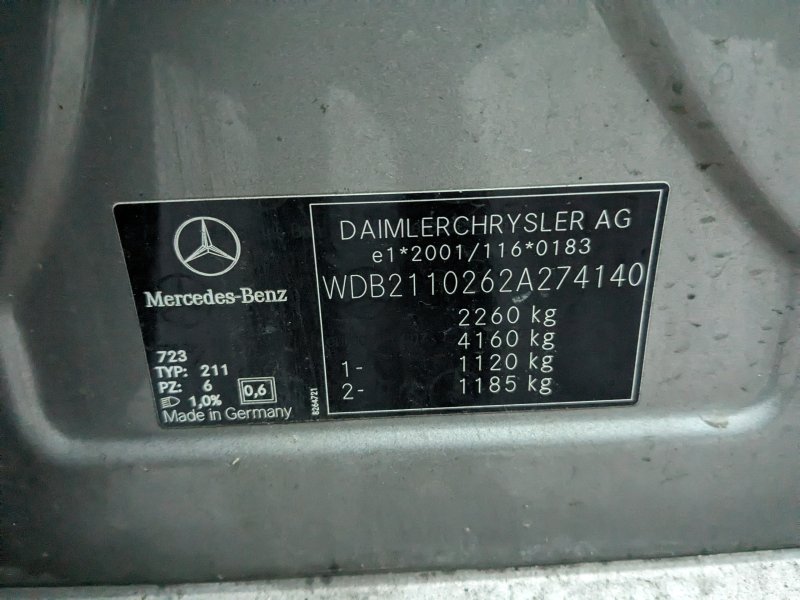 Mercedes-Benz
723
TYP: 211
PZ: 6
1,0%
0,6
Made in Germany
8264721
DAIMLERCHRYSLER AG
e1*2001/116*0183
WDB2110262A274140
2260 kg
4160 kg
1- 1120 kg
2- 1185 kg